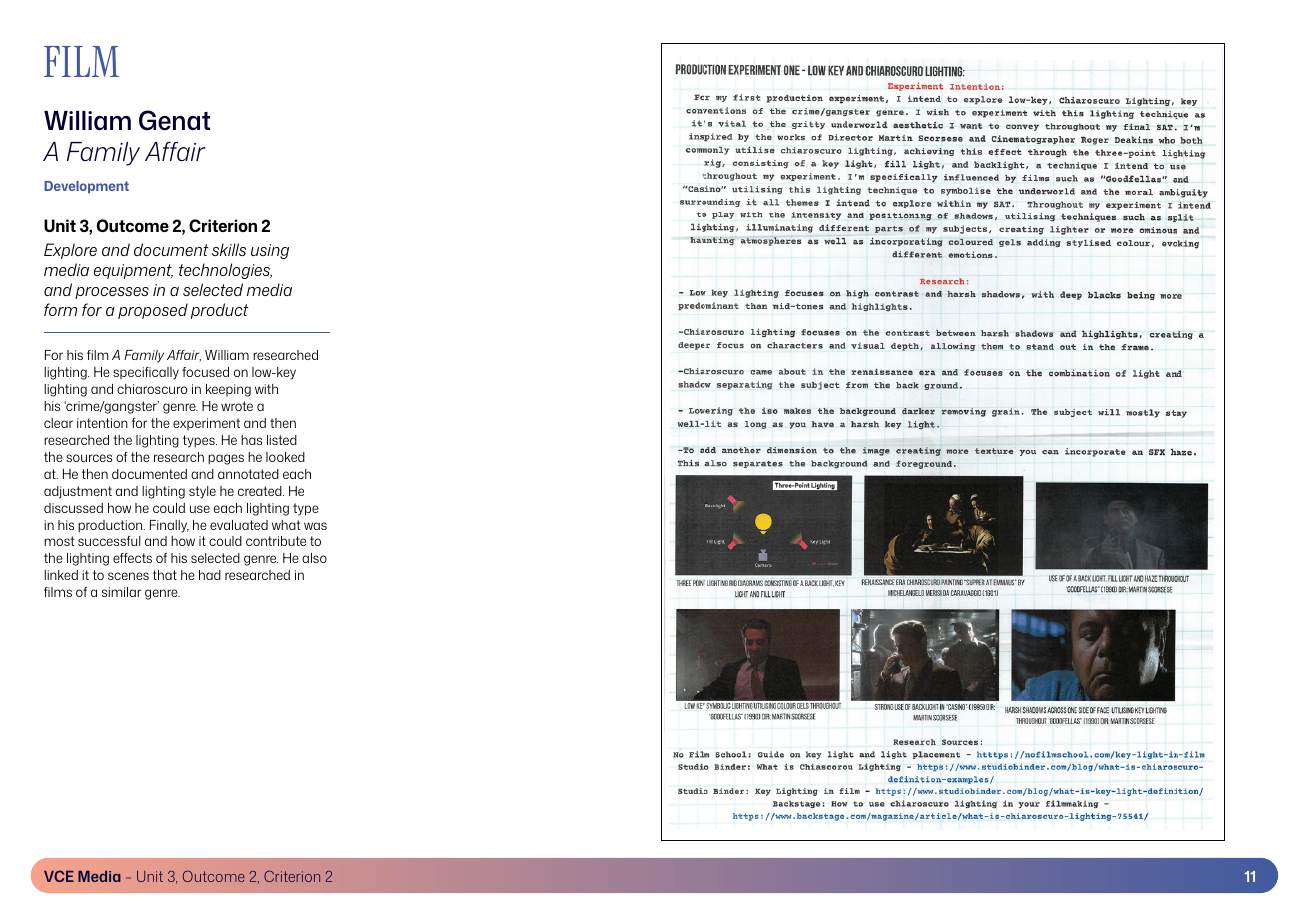 FILM
William Genat
A Family Affair
Development
Unit 3, Outcome 2, Criterion 2
Explore and document skills using
media equipment, technologies,
and processes in a selected media
form for a proposed product
For his film A Family Affair, William researched
lighting. He specifically focused on low-key
lighting and chiaroscuro in keeping with
his ‘crime/gangster’ genre. He wrote a
clear intention for the experiment and then
researched the lighting types. He has listed
the sources of the research pages he looked
at. He then documented and annotated each
adjustment and lighting style he created. He
discussed how he could use each lighting type
in his production. Finally, he evaluated what was
most successful and how it could contribute to
the lighting effects of his selected genre. He also
linked it to scenes that he had researched in
films of a similar genre.
PRODUCTION EXPERIMENT ONE - LOW KEY AND CHIAROSCURO LIGHTING:
Experiment Intention:
For my first production experiment, I intend to explore low-key, Chiaroscuro Lighting, key
conventions of the crime/gangster genre. I wish to experiment with this lighting technique as
it's vital to the gritty underworld aesthetic I want to convey throughout my final SAT. I'm
inspired by the works of Director Martin Scorsese and Cinematographer Roger Deakins who both
commonly utilise chiaroscuro lighting, achieving this effect through the three-point lighting
rig, consisting of a key light, fill light, and backlight, a technique I intend to use
throughout my experiment. I'm specifically influenced by films such as "Goodfellas" and
"Casino" utilising this lighting technique to symbolise the underworld and the moral ambiguity
surrounding it all themes I intend to explore within my SAT. Throughout my experiment I intend
to play with the intensity and positioning of shadows, utilising techniques such as split
lighting, illuminating different parts of my subjects, creating lighter or more ominous and
haunting atmospheres as well as incorporating coloured gels adding stylised colour, evoking
different emotions.
Research:
- Low key lighting focuses on high contrast and harsh shadows, with deep blacks being more
predominant than mid-tones and highlights.
-Chiaroscuro lighting focuses on the contrast between harsh shadows and highlights, creating a
deeper focus on characters and visual depth, allowing them to stand out in the frame.
-Chiaroscuro came about in the renaissance era and focuses on the combination of light and
shadow separating the subject from the back ground.
- Lowering the iso makes the background darker removing grain. The subject will mostly stay
well-lit as long as you have a harsh key light.
-To add another dimension to the image creating more texture you can incorporate an SFX haze.
This also separates the background and foreground.
Three-Point Lighting
Backlight
Fill Light
Key Light
Camera
THREE POINT LIGHTING RIG DIAGRAMS CONSISTING OF A BACK LIGHT, KEY
LIGHT AND FILL LIGHT
RENAISSANCE ERA CHIAROSCURO PAINTING "SUPPER AT EMMAUS" BY
MICHELANGELO MERISI DA CARAVAGGIO (1601)
USE OF OF A BACK LIGHT, FILL LIGHT AND HAZE THROUGHOUT
"GOODFELLAS" (1990) DIR: MARTIN SCORSESE
LOW KEY SYMBOLIC LIGHTING UTILISING COLOUR GELS THROUGHOUT
"GOODFELLAS" (1990) DIR: MARTIN SCORSESE
STRONG USE OF BACKLIGHT IN "CASINO" (1995) DIR:
MARTIN SCORSESE
HARSH SHADOWS ACROSS ONE SIDE OF FACE UTILISING KEY LIGHTING
THROUGHOUT "GOODFELLAS" (1990) DIR: MARTIN SCORSESE
Research Sources:
No Film School: Guide on key light and light placement - htttps://nofilmschool.com/key-light-in-film
Studio Binder: What is Chiascorou Lighting - https://www.studiobinder.com/blog/what-is-chiaroscuro-
definition-examples/
Studio Binder: Key Lighting in film - https://www.studiobinder.com/blog/what-is-key-light-definition/
Backstage: How to use chiaroscuro lighting in your filmmaking -
https://www.backstage.com/magazine/article/what-is-chiaroscuro-lighting-75541/
VCE Media – Unit 3, Outcome 2, Criterion 2
11